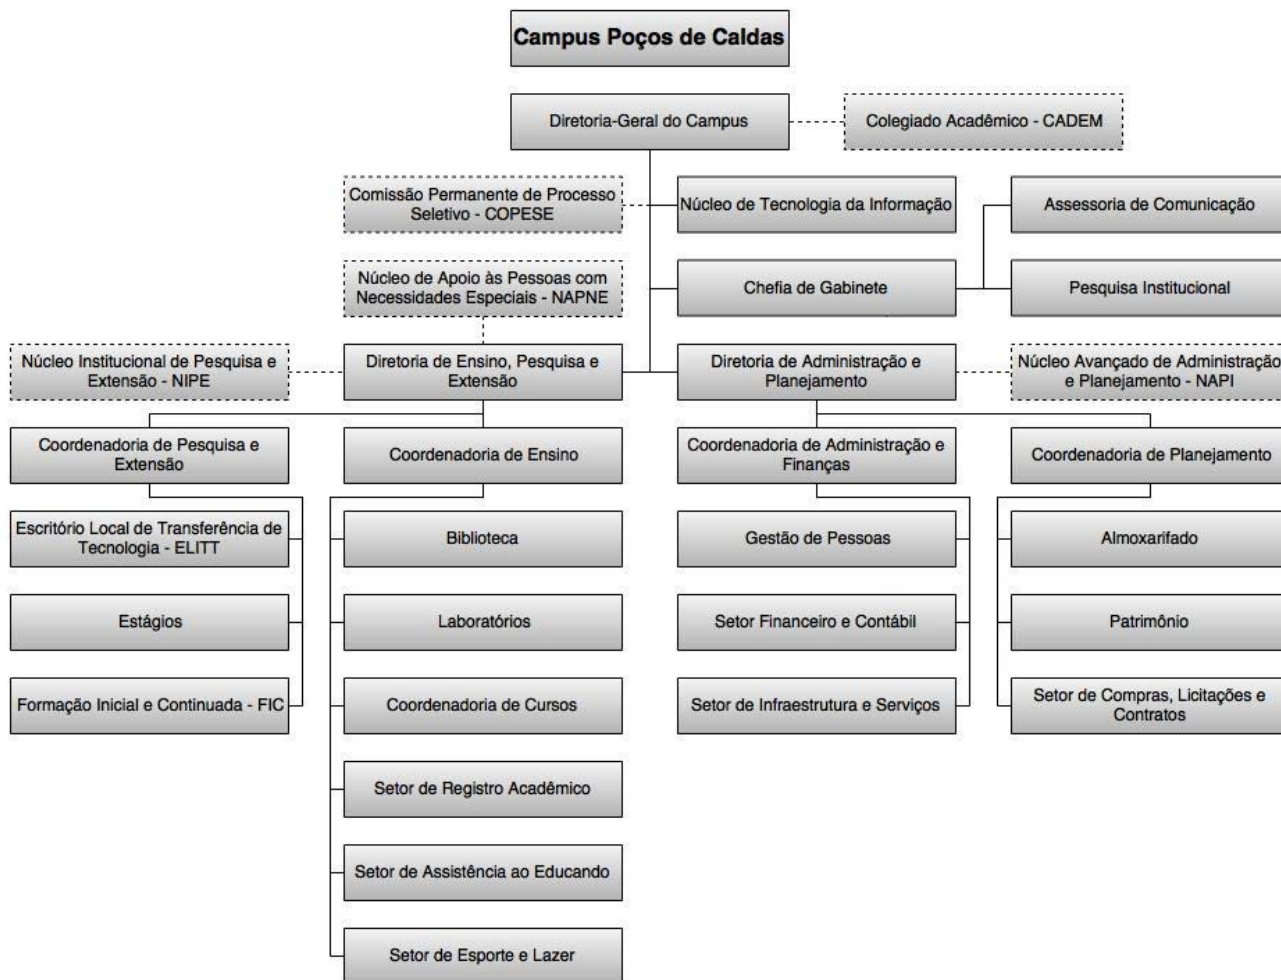 Campus Poços de Caldas
Diretoria-Geral do Campus
Colegiado Acadêmico - CADEM
Comissão Permanente de Processo
Seletivo - COPESE
Núcleo de Tecnologia da Informação
Assessoria de Comunicação
Núcleo de Apoio às Pessoas com
Necessidades Especiais - NAPNE
Chefia de Gabinete
Pesquisa Institucional
Núcleo Institucional de Pesquisa e
Extensão - NIPE
Diretoria de Ensino, Pesquisa e
Extensão
Diretoria de Administração e
Planejamento
Núcleo Avançado de Administração
e Planejamento - NAPI
Coordenadoria de Pesquisa e
Extensão
Coordenadoria de Ensino
Coordenadoria de Administração e
Finanças
Coordenadoria de Planejamento
Escritório Local de Transferência de
Tecnologia - ELITT
Biblioteca
Gestão de Pessoas
Almoxarifado
Estágios
Laboratórios
Setor Financeiro e Contábil
Patrimônio
Formação Inicial e Continuada - FIC
Coordenadoria de Cursos
Setor de Infraestrutura e Serviços
Setor de Compras, Licitações e
Contratos
Setor de Registro Acadêmico
Setor de Assistência ao Educando
Setor de Esporte e Lazer